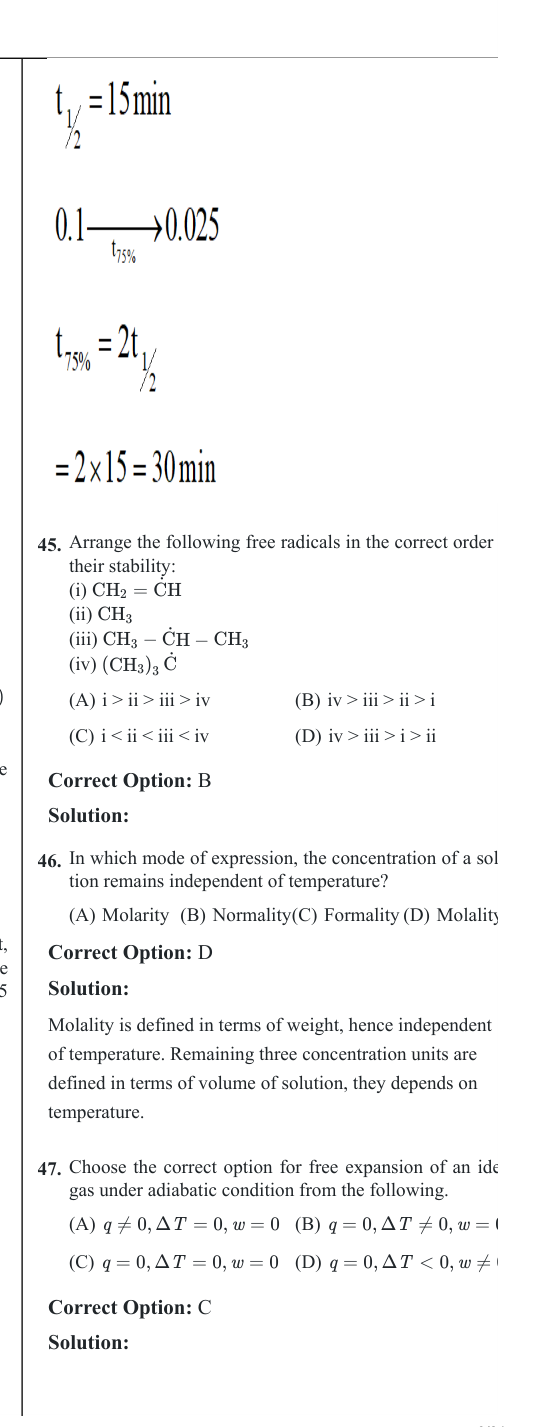 t1/2 = 15 min
0.1 ⟶ 0.025
t75%
t75% = 2t1/2
= 2 × 15 = 30 min
45. Arrange the following free radicals in the correct order
their stability:
(i) CH₂ = ĊH
(ii) CH₃
(iii) CH₃ − ĊH − CH₃
(iv) (CH₃)₃ Ċ
(A) i > ii > iii > iv (B) iv > iii > ii > i
(C) i < ii < iii < iv (D) iv > iii > i > ii
Correct Option: B
Solution:
46. In which mode of expression, the concentration of a sol
tion remains independent of temperature?
(A) Molarity (B) Normality(C) Formality (D) Molality
Correct Option: D
Solution:
Molality is defined in terms of weight, hence independent
of temperature. Remaining three concentration units are
defined in terms of volume of solution, they depends on
temperature.
47. Choose the correct option for free expansion of an ide
gas under adiabatic condition from the following.
(A) q ≠ 0, ΔT = 0, w = 0 (B) q = 0, ΔT ≠ 0, w =
(C) q = 0, ΔT = 0, w = 0 (D) q = 0, ΔT < 0, w ≠
Correct Option: C
Solution: